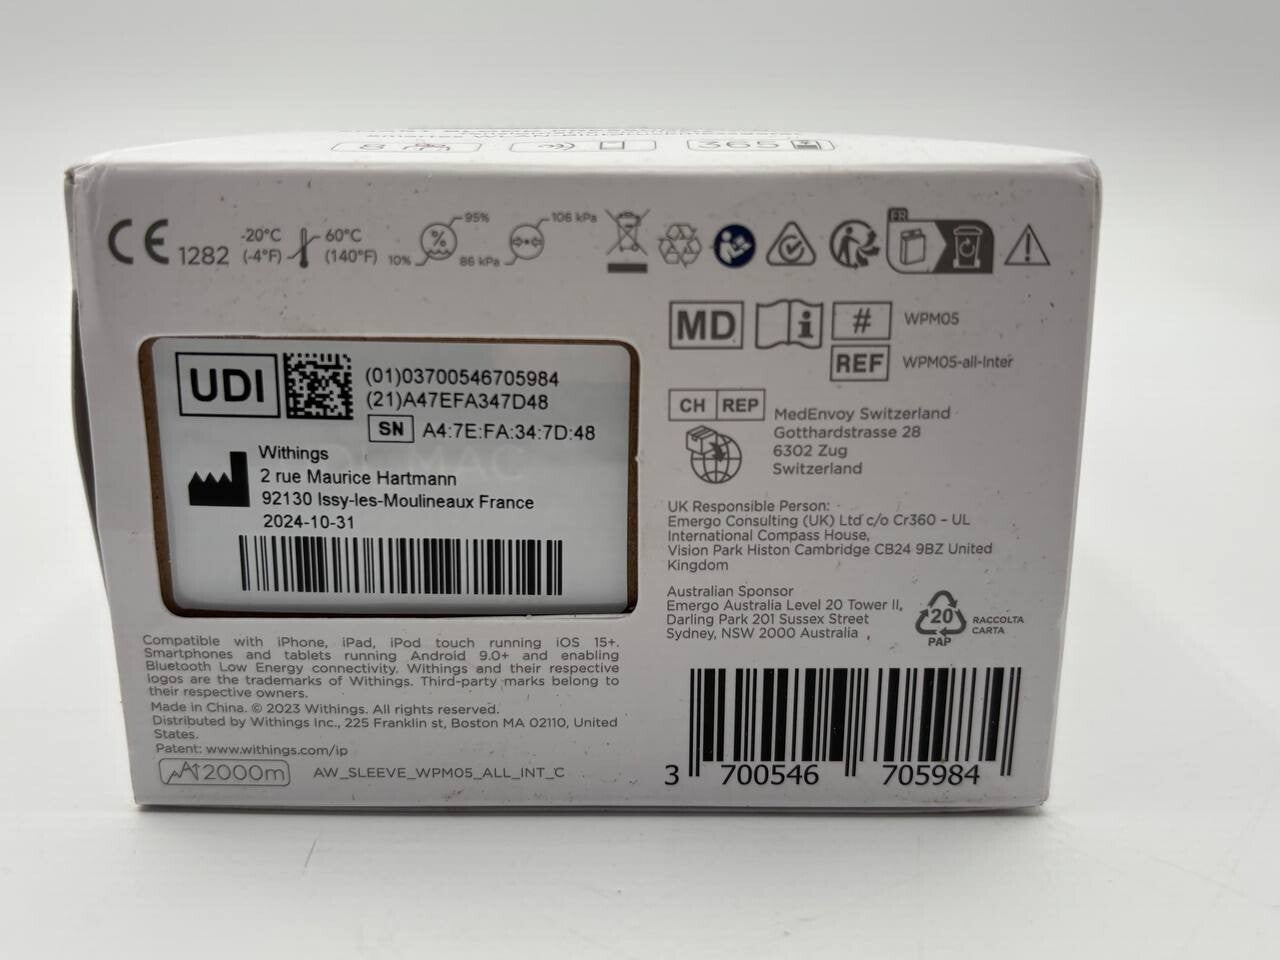 365
CE 1282
-20°C
(-4°F)
60°C
(140°F)
10%
%
95%
86 kPa
106 kPa
FR
MD
i
#
WPM05
REF
WPM05-all-Inter
UDI
(01)03700546705984
(21)A47EFA347D48
SN
A4:7E:FA:34:7D:48
Withings
2 rue Maurice Hartmann
92130 Issy-les-Moulineaux France
2024-10-31
CH REP
MedEnvoy Switzerland
Gotthardstrasse 28
6302 Zug
Switzerland
UK Responsible Person:
Emergo Consulting (UK) Ltd c/o Cr360 – UL
International Compass House,
Vision Park Histon Cambridge CB24 9BZ United
Kingdom
Australian Sponsor
Emergo Australia Level 20 Tower II,
Darling Park 201 Sussex Street
Sydney, NSW 2000 Australia
20
PAP
RACCOLTA
CARTA
Compatible with iPhone, iPad, iPod touch running iOS 15+.
Smartphones and tablets running Android 9.0+ and enabling
Bluetooth Low Energy connectivity. Withings and their respective
logos are the trademarks of Withings. Third-party marks belong to
their respective owners.
Made in China. © 2023 Withings. All rights reserved.
Distributed by Withings Inc., 225 Franklin st, Boston MA 02110, United
States.
Patent: www.withings.com/ip
2000m
AW_SLEEVE_WPM05_ALL_INT_C
3 700546 705984